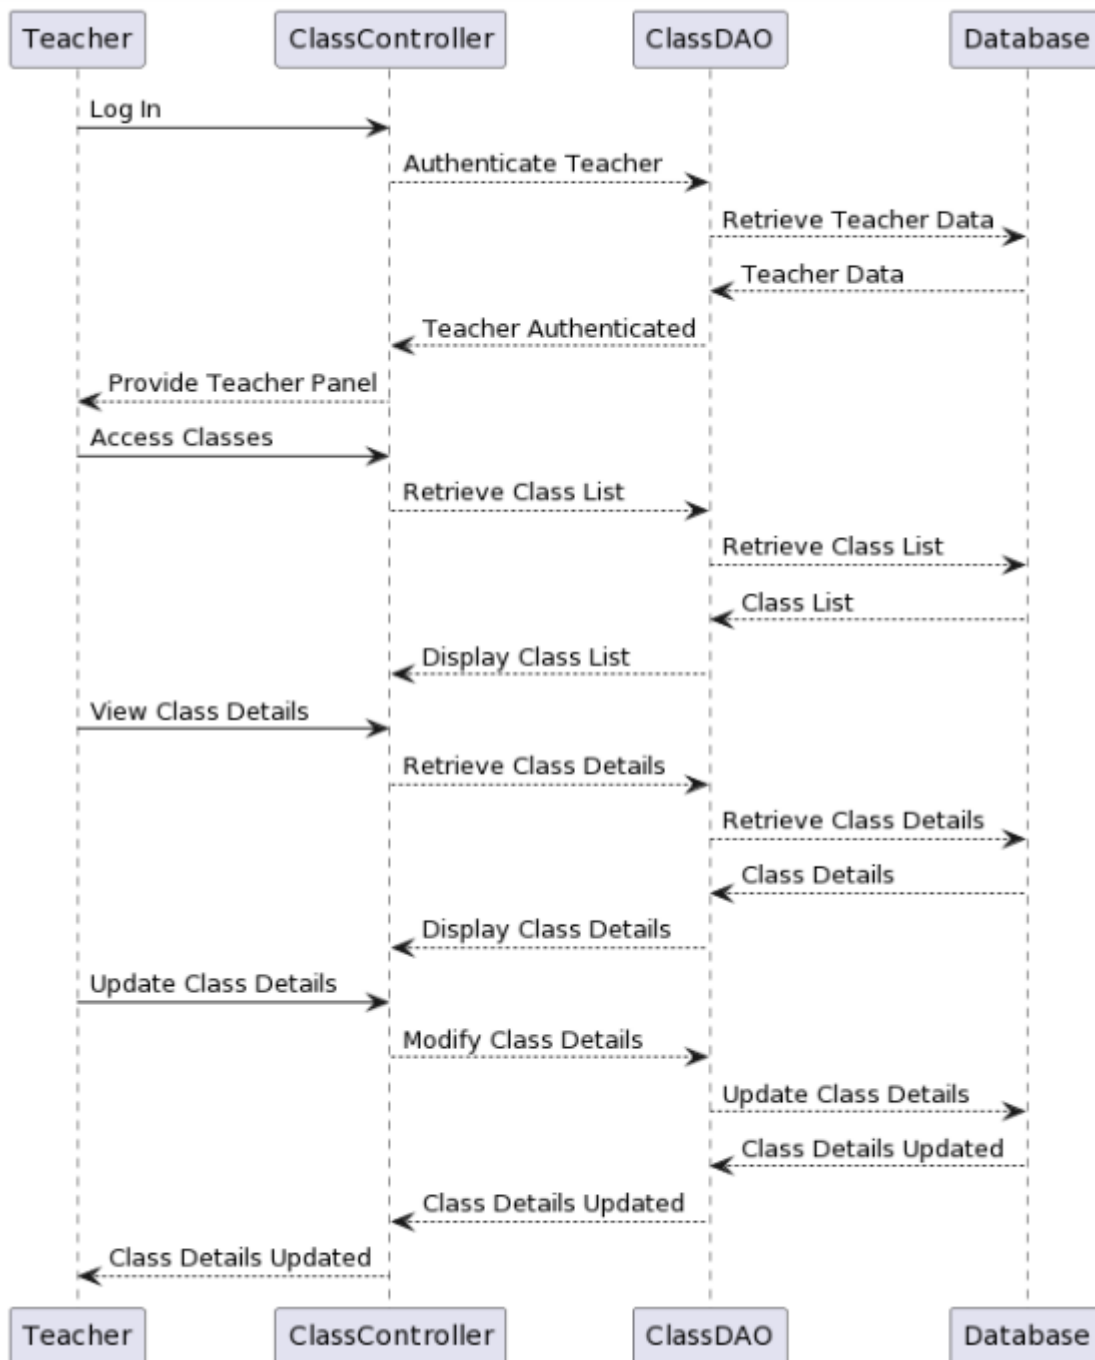 Teacher
ClassController
ClassDAO
Database
Log In
Authenticate Teacher
Retrieve Teacher Data
Teacher Data
Teacher Authenticated
Provide Teacher Panel
Access Classes
Retrieve Class List
Retrieve Class List
Class List
Display Class List
View Class Details
Retrieve Class Details
Retrieve Class Details
Class Details
Display Class Details
Update Class Details
Modify Class Details
Update Class Details
Class Details Updated
Class Details Updated
Class Details Updated
Teacher
ClassController
ClassDAO
Database